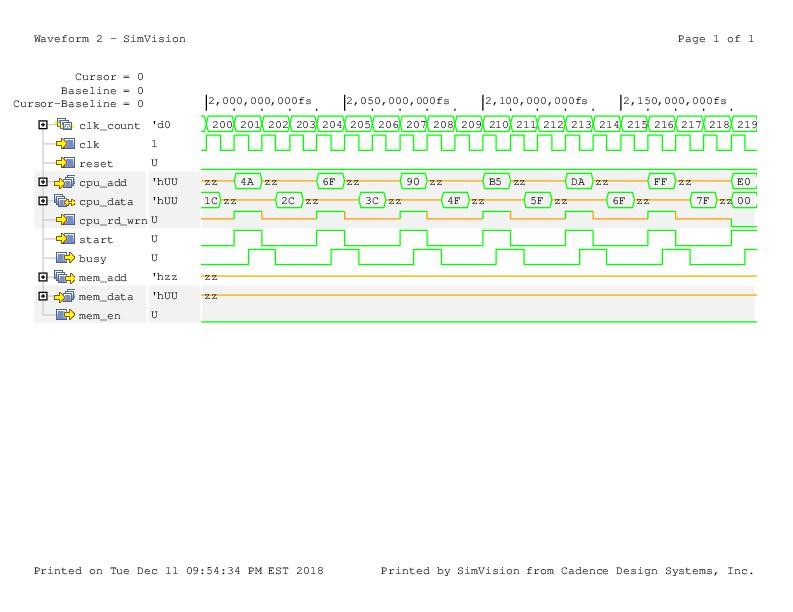 Waveform 2 - SimVision Page 1 of 1
Cursor = 0
Baseline = 0
Cursor-Baseline = 0 2,000,000,000fs 2,050,000,000fs 2,100,000,000fs 2,150,000,000fs
clk_count 'd0 200 201 202 203 204 205 206 207 208 209 210 211 212 213 214 215 216 217 218 219
clk 1
reset U
cpu_add 'hUU zz 4A zz 6F zz 90 zz B5 zz DA zz FF zz E0
cpu_data 'hUU 1C zz 2C zz 3C zz 4F zz 5F zz 6F zz 7F zz 00
cpu_rd_wrn U
start U
busy U
mem_add 'hzz zz
mem_data 'hUU zz
mem_en U
Printed on Tue Dec 11 09:54:34 PM EST 2018 Printed by SimVision from Cadence Design Systems, Inc.